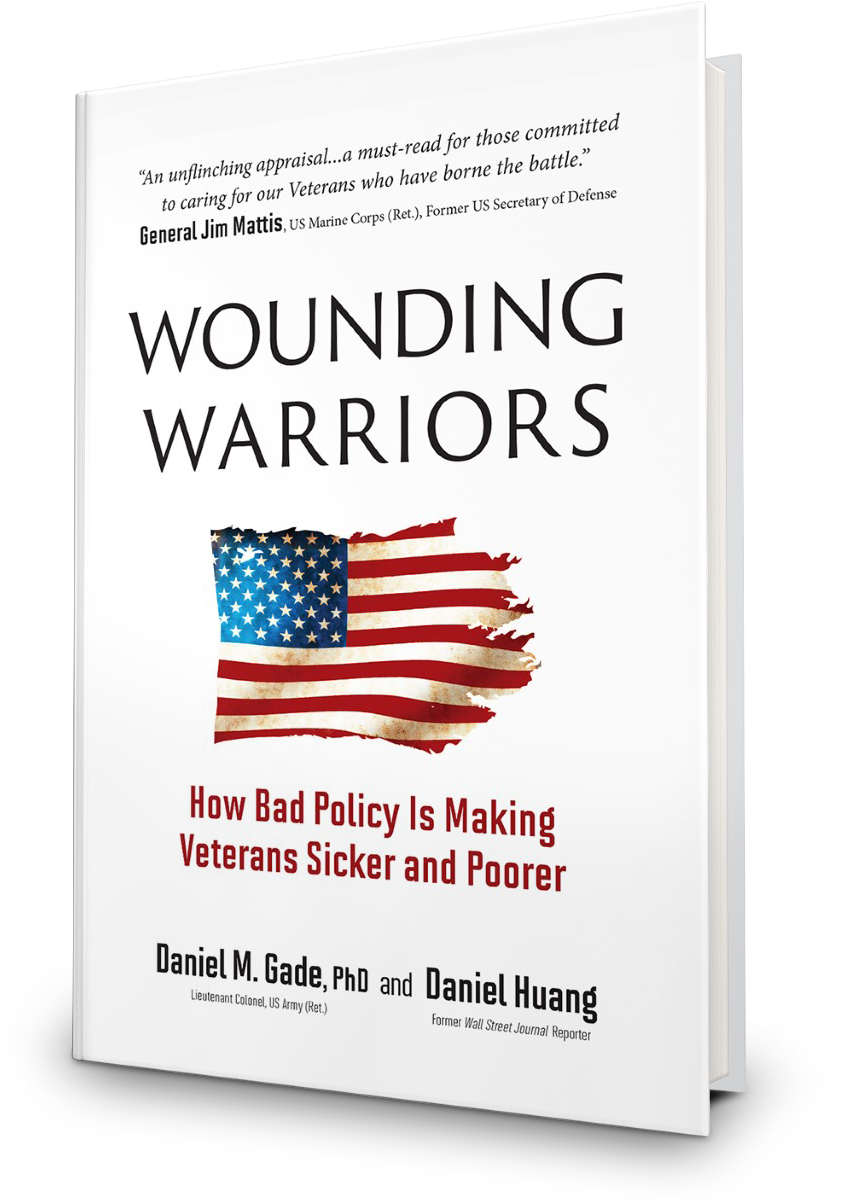 “An unflinching appraisal...a must-read for those committed
to caring for our Veterans who have borne the battle.”
General Jim Mattis, US Marine Corps (Ret.), Former US Secretary of Defense
WOUNDING
WARRIORS
How Bad Policy Is Making
Veterans Sicker and Poorer
Daniel M. Gade, PhD and Daniel Huang
Lieutenant Colonel, US Army (Ret.)
Former Wall Street Journal Reporter